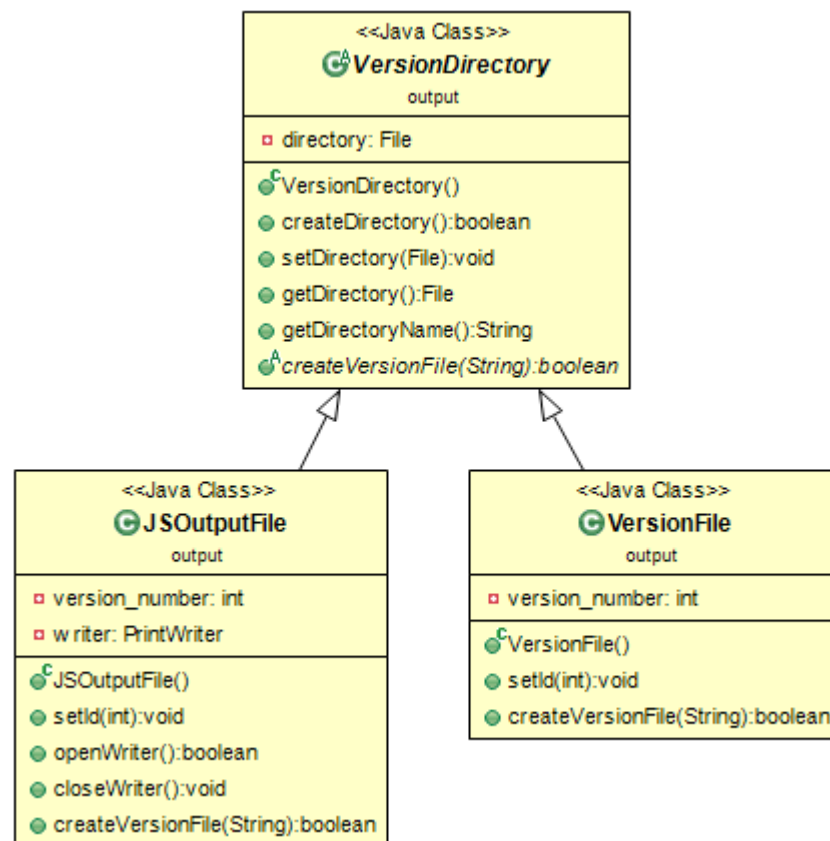 <<Java Class>>
VersionDirectory
output
directory: File
VersionDirectory()
createDirectory():boolean
setDirectory(File):void
getDirectory():File
getDirectoryName():String
createVersionFile(String):boolean
<<Java Class>>
JSOutputFile
output
version_number: int
writer: PrintWriter
JSOutputFile()
setId(int):void
openWriter():boolean
closeWriter():void
createVersionFile(String):boolean
<<Java Class>>
VersionFile
output
version_number: int
VersionFile()
setId(int):void
createVersionFile(String):boolean